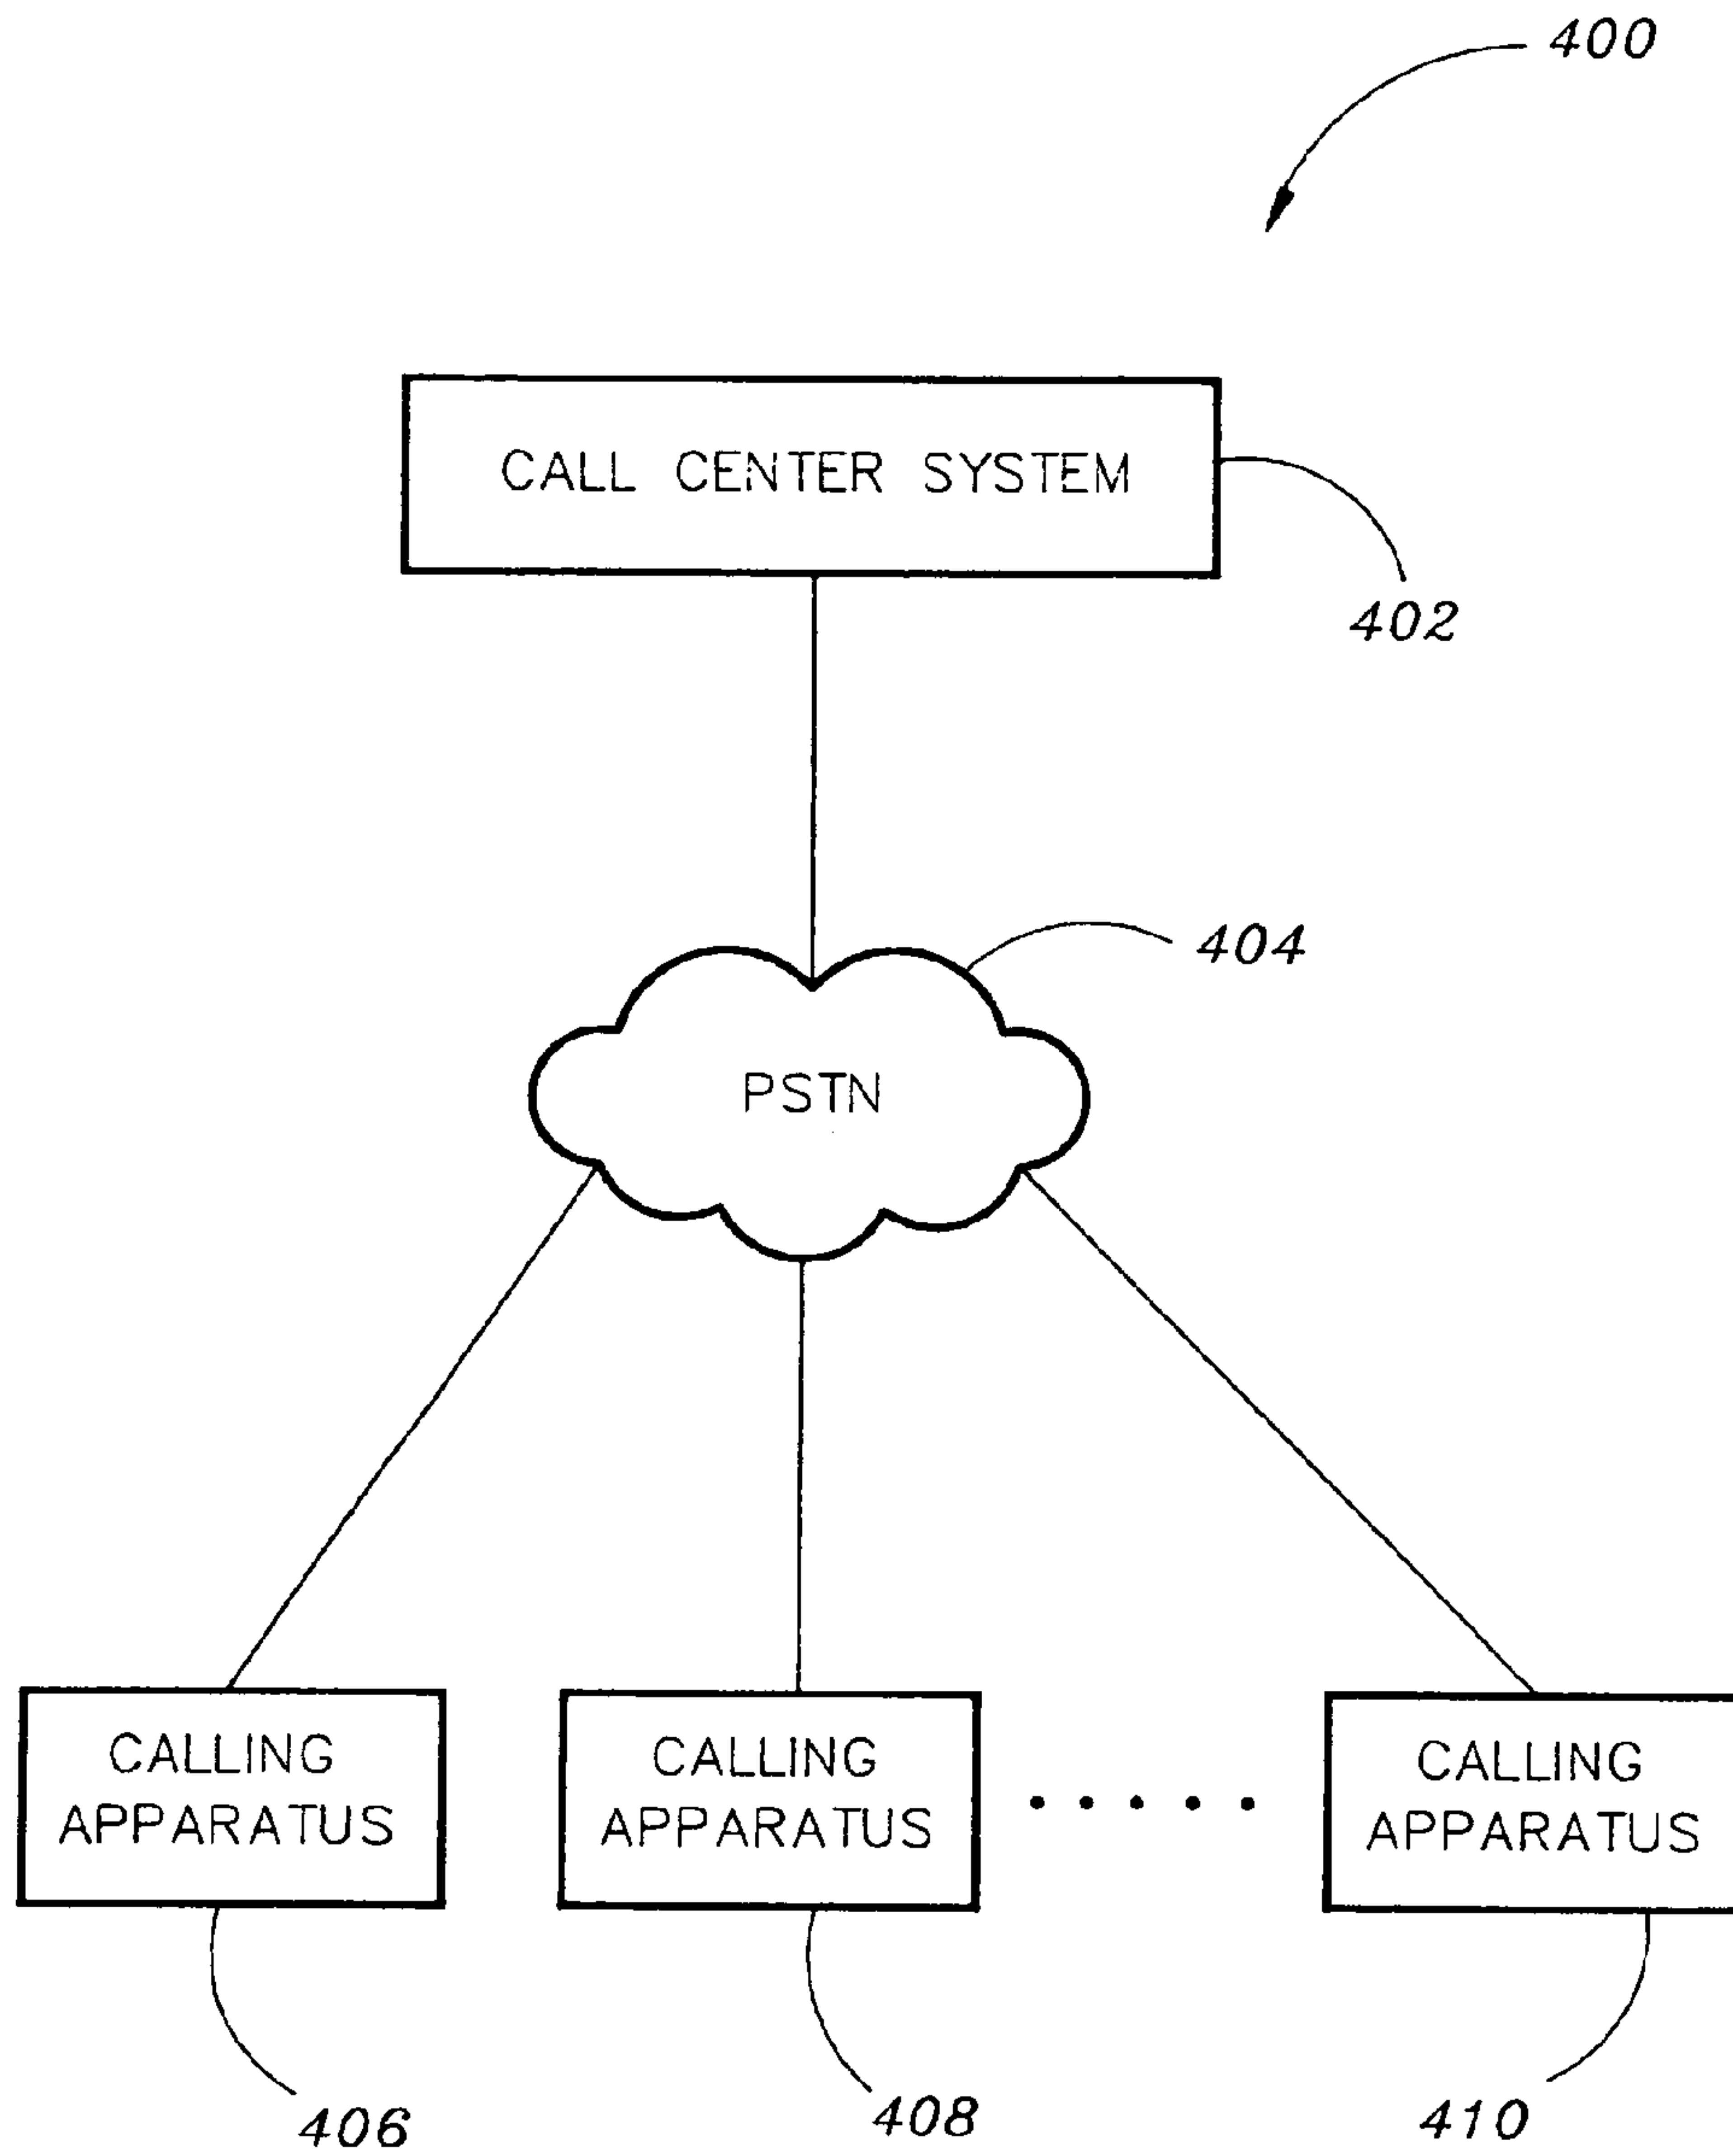 400
CALL CENTER SYSTEM
402
404
PSTN
CALLING
APPARATUS
CALLING
APPARATUS
CALLING
APPARATUS
406
408
410